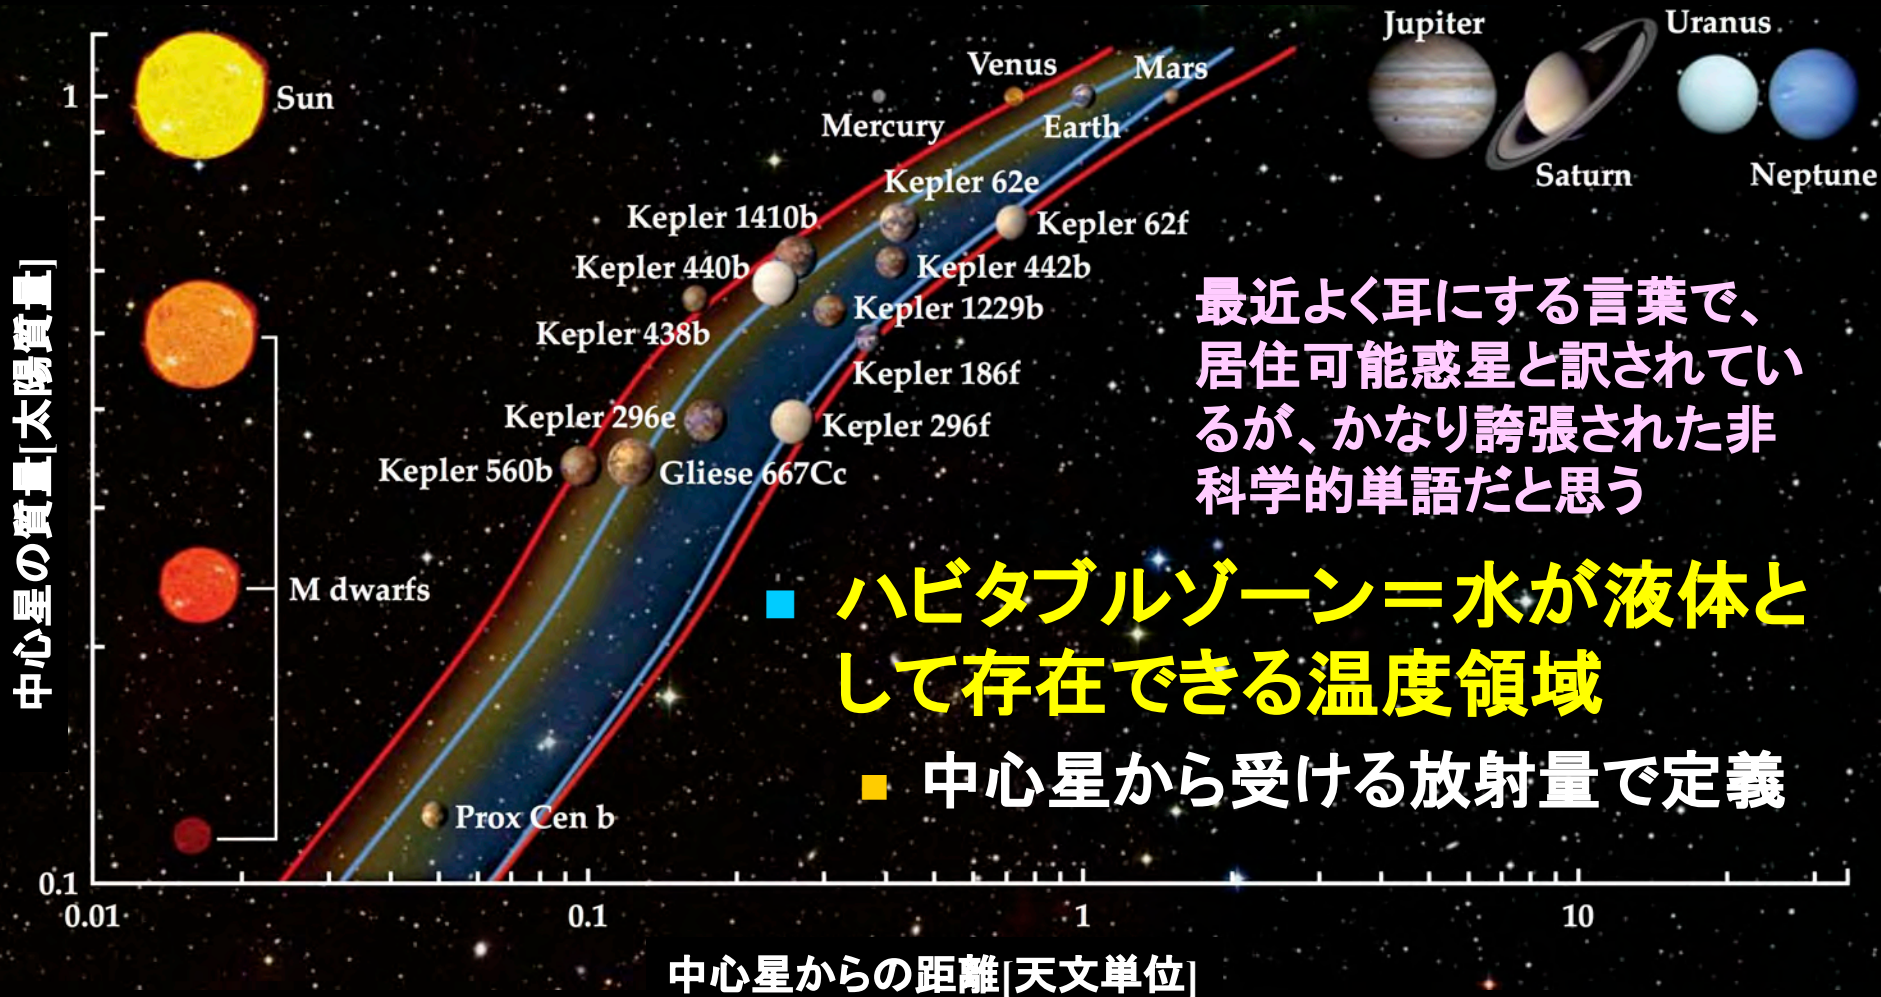 Jupiter
Uranus
Venus
Mars
1
Sun
Mercury
Earth
Saturn
Neptune
Kepler 62e
Kepler 1410b
Kepler 62f
Kepler 440b
Kepler 442b
Kepler 1229b
Kepler 438b
Kepler 186f
Kepler 296e
Kepler 296f
Kepler 560b
Gliese 667Cc
最近よく耳にする言葉で、
居住可能惑星と訳されてい
るが、かなり誇張された非
科学的単語だと思う
M dwarfs
ハビタブルゾーン＝水が液体と
して存在できる温度領域
中心星から受ける放射量で定義
Prox Cen b
中心星の質量[太陽質量]
0.1
0.01
0.1
1
10
中心星からの距離[天文単位]